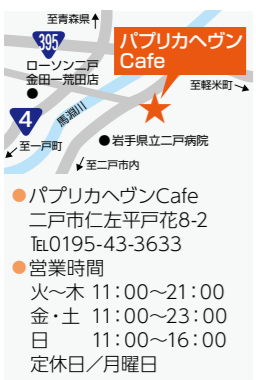 至青森県
395
パプリカヘヴン
Cafe
ローソン二戸
金田一荒田店
至軽米町
馬淵川
4
至一戸町
岩手県立二戸病院
至二戸市内
●パプリカヘヴンCafe
二戸市仁左平戸花8-2
℡0195-43-3633
●営業時間
火～木 11：00～21：00
金・土 11：00～23：00
日 11：00～16：00
定休日／月曜日